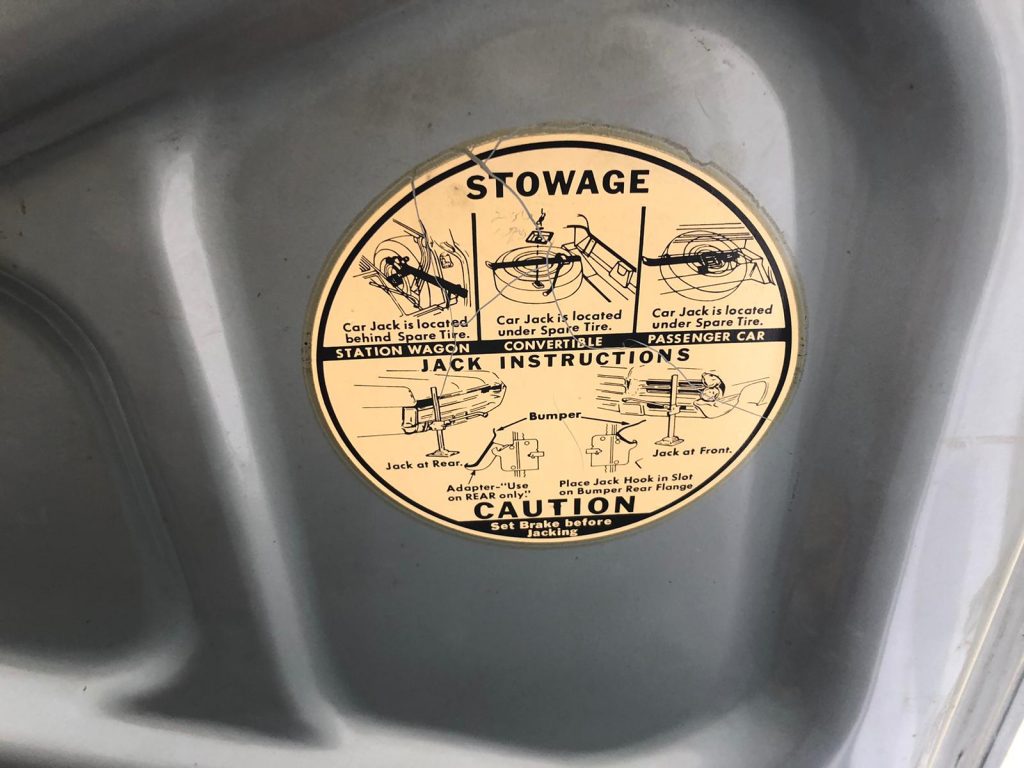 STOWAGE
Car Jack is located
behind Spare Tire.
Car Jack is located
under Spare Tire.
Car Jack is located
under Spare Tire.
STATION WAGON
CONVERTIBLE
PASSENGER CAR
JACK INSTRUCTIONS
Bumper
Jack at Rear.
Jack at Front.
Adapter-"Use
on REAR only."
Place Jack Hook in Slot
on Bumper Rear Flange
CAUTION
Set Brake before
Jacking